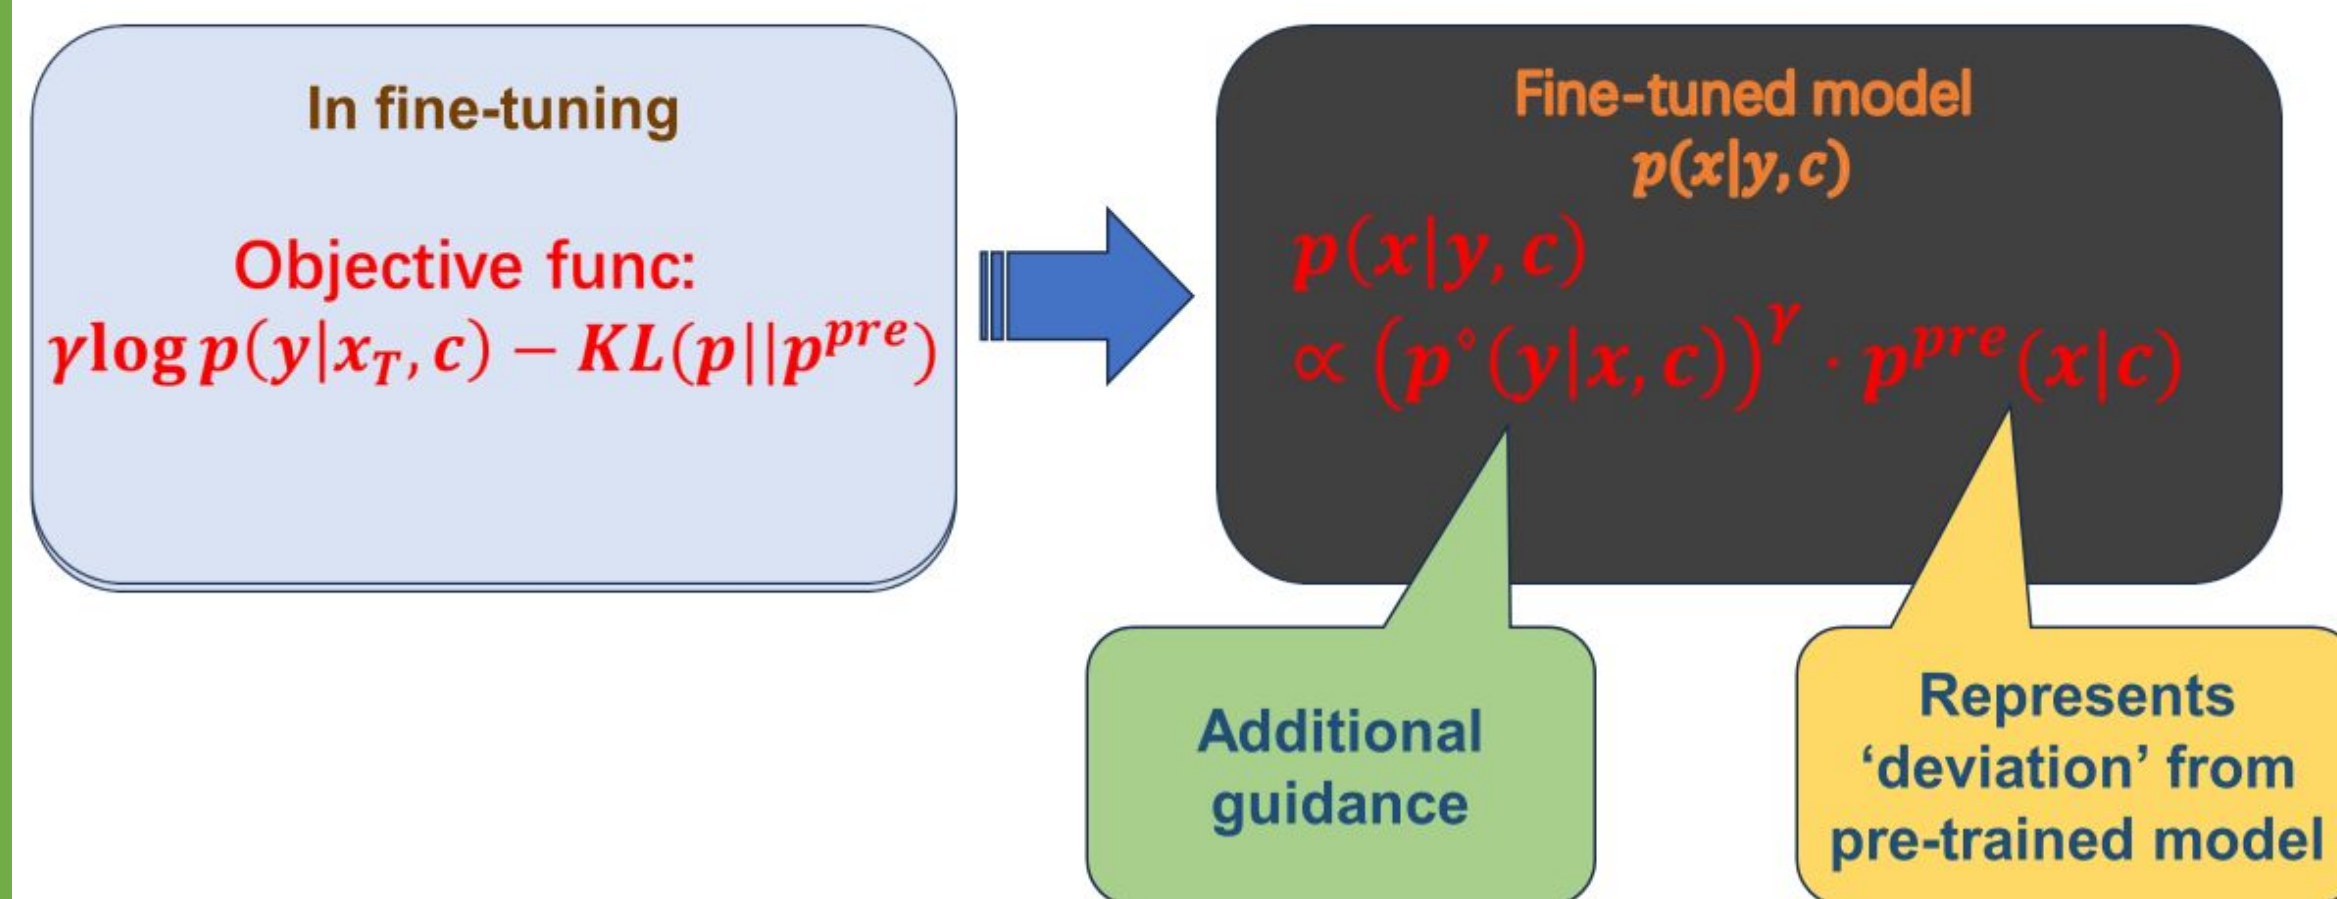 In fine-tuning
Objective func:
γlog p(y|x_T, c) − KL(p||p^{pre})
Fine-tuned model
p(x|y, c)
p(x|y, c)
∝ (p^∘(y|x, c))^γ · p^{pre}(x|c)
Additional
guidance
Represents
‘deviation’ from
pre-trained model